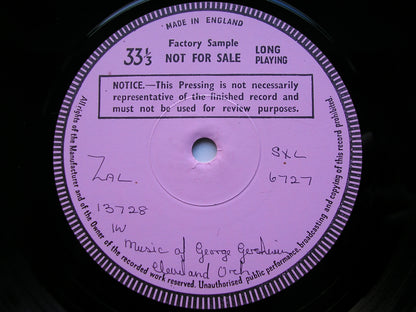 MADE IN ENGLAND
Factory Sample
33 1/3 NOT FOR SALE LONG PLAYING
NOTICE.—This Pressing is not necessarily
representative of the finished record and
must not be used for review purposes.
ZAL. SXL
13728 6727
1W
Music of George Gershwin
Cleveland Orch.
All rights of the Manufacturer and of the Owner of the recorded work reserved. Unauthorised public performance, broadcasting and copying of this record prohibited.